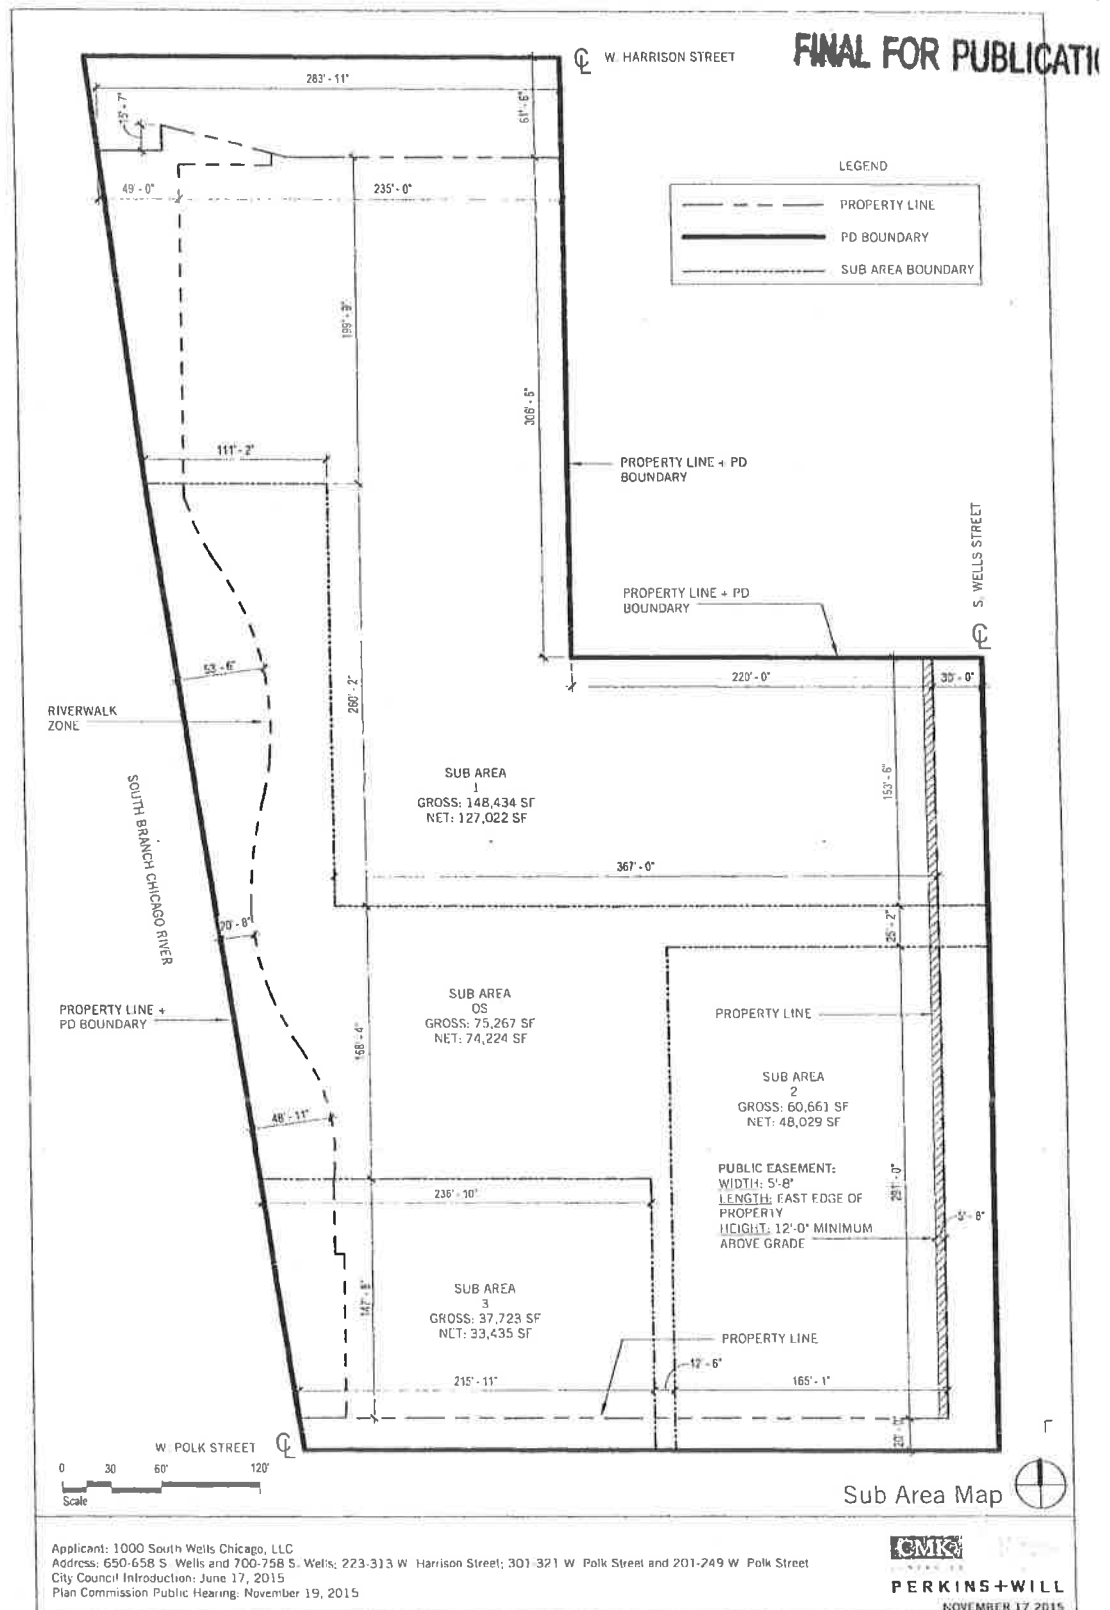 FINAL FOR PUBLICATI
W. HARRISON STREET
283'-11"
15'-7"
61'-6"
LEGEND
PROPERTY LINE
PD BOUNDARY
SUB AREA BOUNDARY
49'-0"
235'-0"
199'-9"
306'-6"
111'-2"
PROPERTY LINE + PD
BOUNDARY
S. WELLS STREET
PROPERTY LINE + PD
BOUNDARY
53'-6"
220'-0"
30'-0"
260'-2"
RIVERWALK
ZONE
SUB AREA
1
GROSS: 148,434 SF
NET: 127,022 SF
153'-6"
SOUTH BRANCH CHICAGO RIVER
367'-0"
20'-8"
25'-2"
SUB AREA
OS
GROSS: 75,267 SF
NET: 74,224 SF
PROPERTY LINE +
PD BOUNDARY
PROPERTY LINE
168'-4"
SUB AREA
2
GROSS: 60,661 SF
NET: 48,029 SF
48'-11"
PUBLIC EASEMENT:
WIDTH: 5'-8"
LENGTH: EAST EDGE OF
PROPERTY
HEIGHT: 12'-0" MINIMUM
ABOVE GRADE
291'-0"
5'-8"
236'-10"
SUB AREA
3
GROSS: 37,723 SF
NET: 33,435 SF
PROPERTY LINE
12'-6"
215'-11"
165'-1"
20'-0"
W. POLK STREET
0 30 60' 120'
Scale
Sub Area Map
Applicant: 1000 South Wells Chicago, LLC
Address: 650-658 S. Wells and 700-758 S. Wells; 223-313 W. Harrison Street; 301-321 W. Polk Street and 201-249 W. Polk Street
City Council Introduction: June 17, 2015
Plan Commission Public Hearing: November 19, 2015
CMK
PERKINS+WILL
NOVEMBER 17 2015